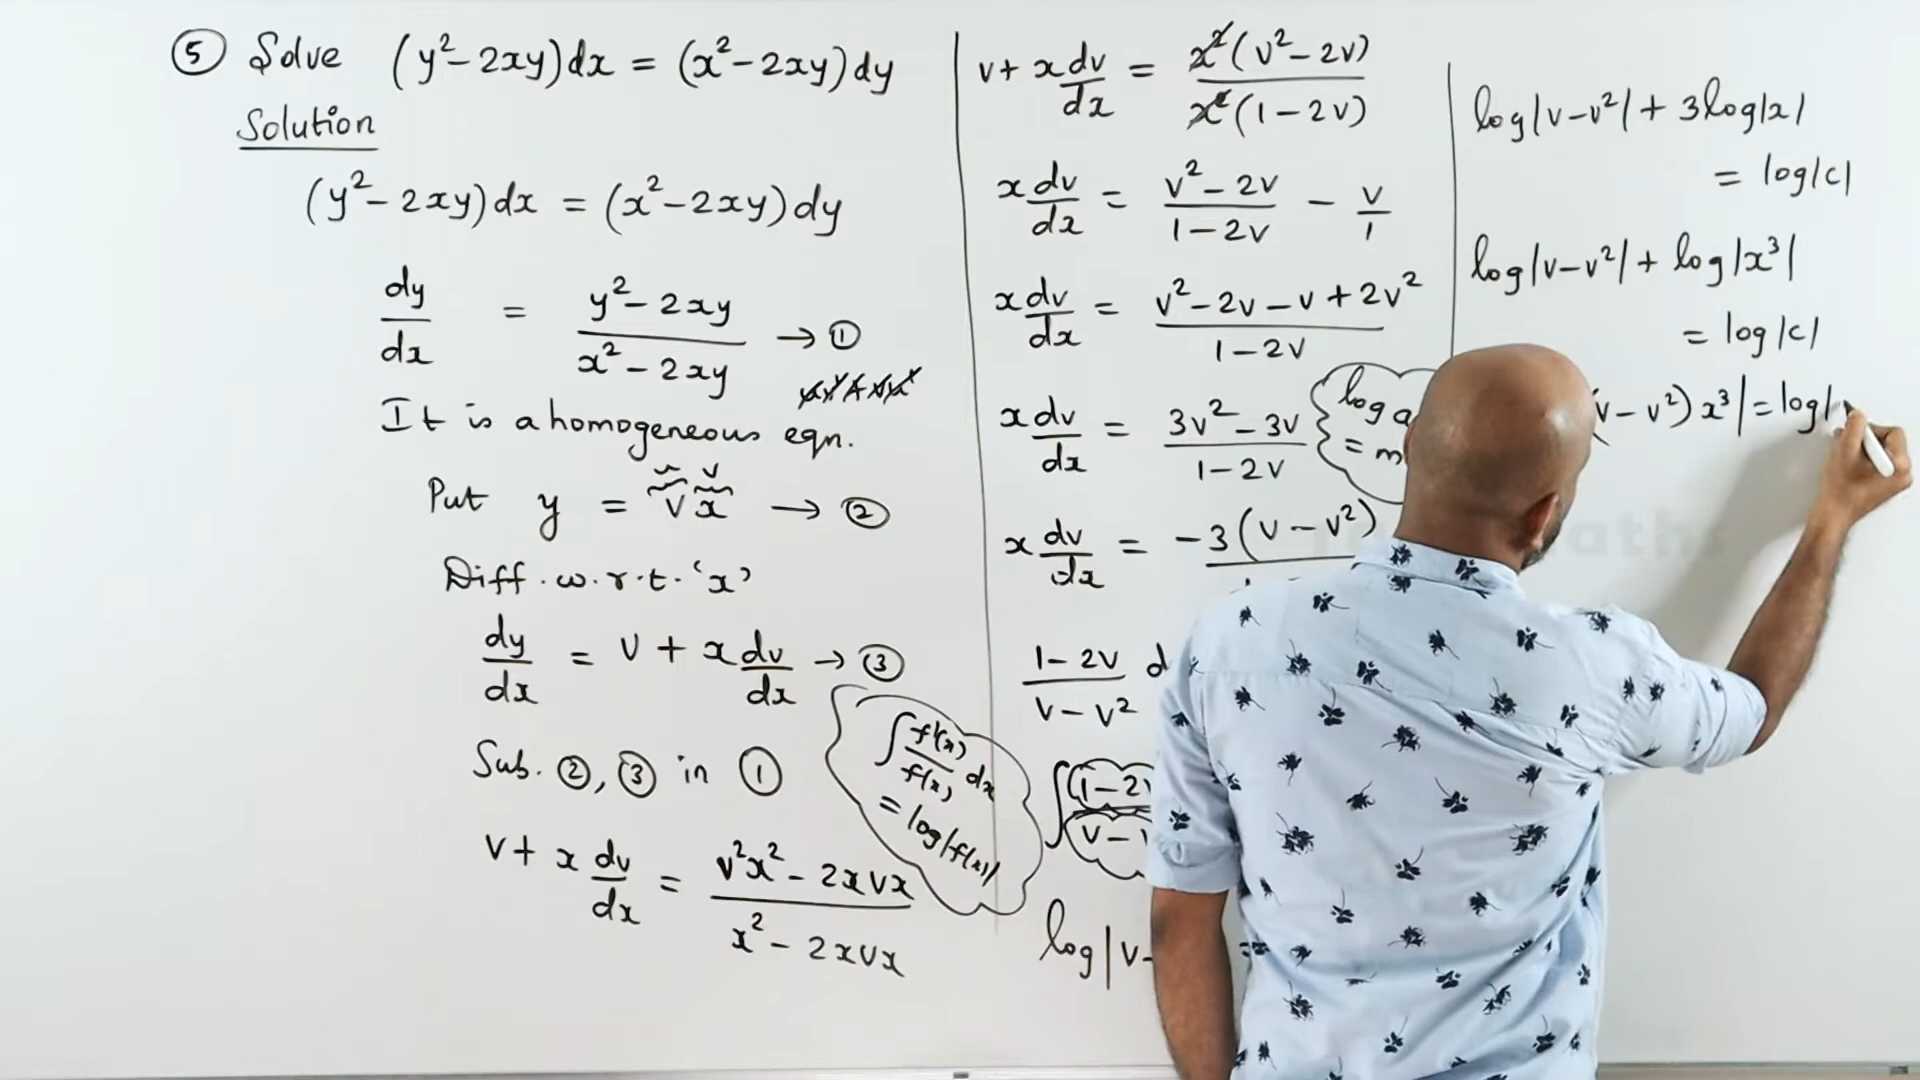 ⑤ Solve (y² - 2xy)dx = (x² - 2xy)dy
Solution
(y² - 2xy)dx = (x² - 2xy)dy
dy/dx = (y² - 2xy)/(x² - 2xy) → ①
It is a homogeneous eqn.
Put y = vx → ②
Diff. w.r.t. 'x'
dy/dx = v + x dv/dx → ③
Sub. ②, ③ in ①
v + x dv/dx = (v²x² - 2xvx)/(x² - 2xvx)
∫ f'(x)/f(x) dx
= log|f(x)|
v + x dv/dx = x²(v² - 2v)/x²(1 - 2v)
x dv/dx = (v² - 2v)/(1 - 2v) - v/1
x dv/dx = (v² - 2v - v + 2v²)/(1 - 2v)
x dv/dx = (3v² - 3v)/(1 - 2v)
log a
= m
x dv/dx = -3(v - v²)
(1 - 2v)/(v - v²) d
∫ (1 - 2v)/(v -
log|v -
log|v - v²| + 3log|x|
= log|c|
log|v - v²| + log|x³|
= log|c|
(v - v²) x³| = log|